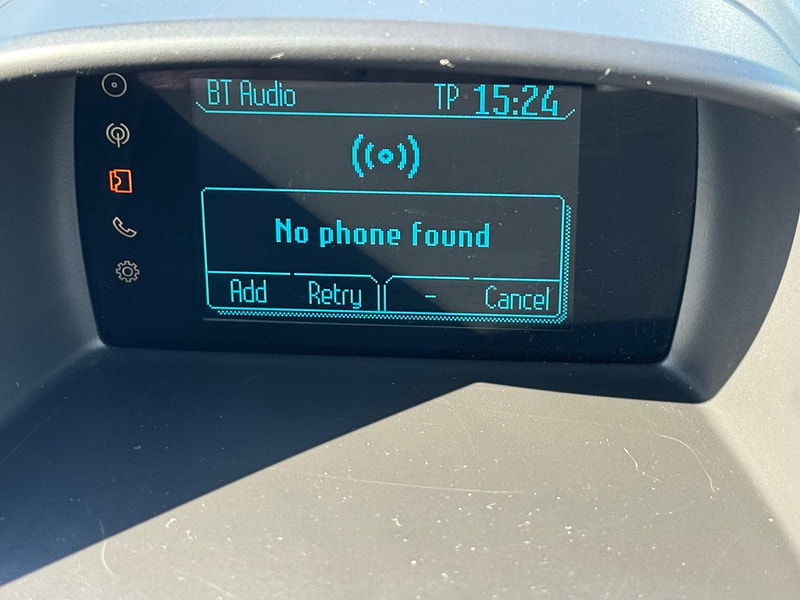 BT Audio TP 15:24
No phone found
Add Retry - Cancel